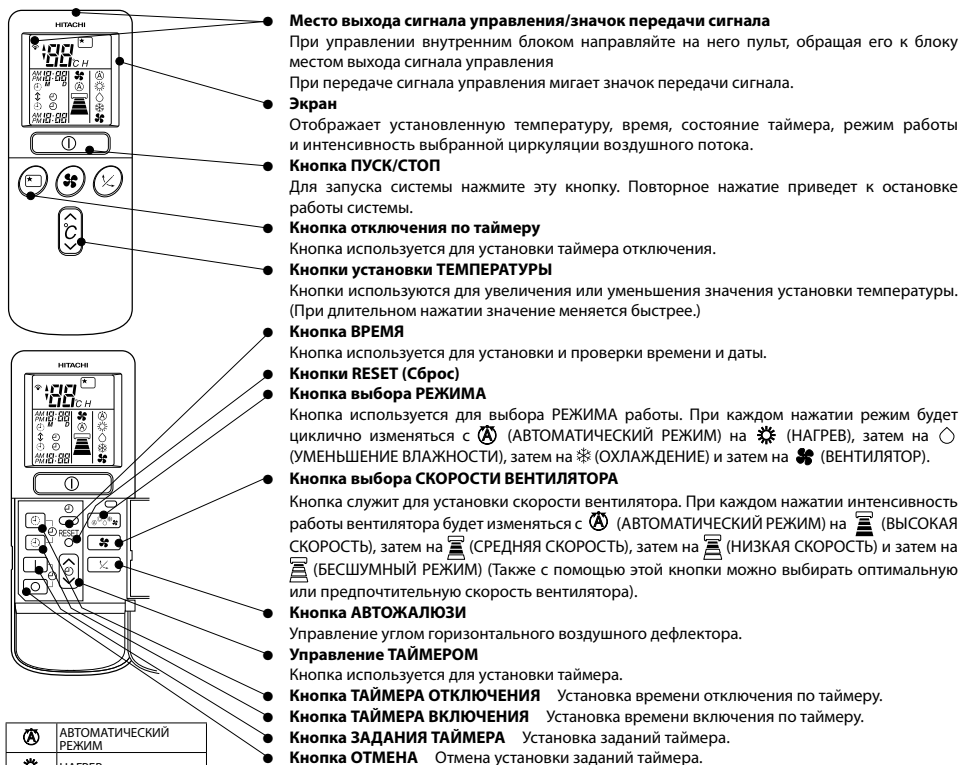 HITACHI
Место выхода сигнала управления/значок передачи сигнала
При управлении внутренним блоком направляйте на него пульт, обращая его к блоку
местом выхода сигнала управления
При передаче сигнала управления мигает значок передачи сигнала.
Экран
Отображает установленную температуру, время, состояние таймера, режим работы
и интенсивность выбранной циркуляции воздушного потока.
Кнопка ПУСК/СТОП
Для запуска системы нажмите эту кнопку. Повторное нажатие приведет к остановке
работы системы.
Кнопка отключения по таймеру
Кнопка используется для установки таймера отключения.
°C
Кнопки установки ТЕМПЕРАТУРЫ
Кнопки используются для увеличения или уменьшения значения установки температуры.
(При длительном нажатии значение меняется быстрее.)
Кнопка ВРЕМЯ
Кнопка используется для установки и проверки времени и даты.
HITACHI
Кнопки RESET (Сброс)
Кнопка выбора РЕЖИМА
Кнопка используется для выбора РЕЖИМА работы. При каждом нажатии режим будет
циклично изменяться с (АВТОМАТИЧЕСКИЙ РЕЖИМ) на (НАГРЕВ), затем на
(УМЕНЬШЕНИЕ ВЛАЖНОСТИ), затем на (ОХЛАЖДЕНИЕ) и затем на (ВЕНТИЛЯТОР).
Кнопка выбора СКОРОСТИ ВЕНТИЛЯТОРА
Кнопка служит для установки скорости вентилятора. При каждом нажатии интенсивность
работы вентилятора будет изменяться с (АВТОМАТИЧЕСКИЙ РЕЖИМ) на (ВЫСОКАЯ
СКОРОСТЬ), затем на (СРЕДНЯЯ СКОРОСТЬ), затем на (НИЗКАЯ СКОРОСТЬ) и затем на
(БЕСШУМНЫЙ РЕЖИМ) (Также с помощью этой кнопки можно выбирать оптимальную
или предпочтительную скорость вентилятора).
RESET
Кнопка АВТОЖАЛЮЗИ
Управление углом горизонтального воздушного дефлектора.
Управление ТАЙМЕРОМ
Кнопка используется для установки таймера.
Кнопка ТАЙМЕРА ОТКЛЮЧЕНИЯ Установка времени отключения по таймеру.
Кнопка ТАЙМЕРА ВКЛЮЧЕНИЯ Установка времени включения по таймеру.
Кнопка ЗАДАНИЯ ТАЙМЕРА Установка заданий таймера.
Кнопка ОТМЕНА Отмена установки заданий таймера.
АВТОМАТИЧЕСКИЙ
РЕЖИМ